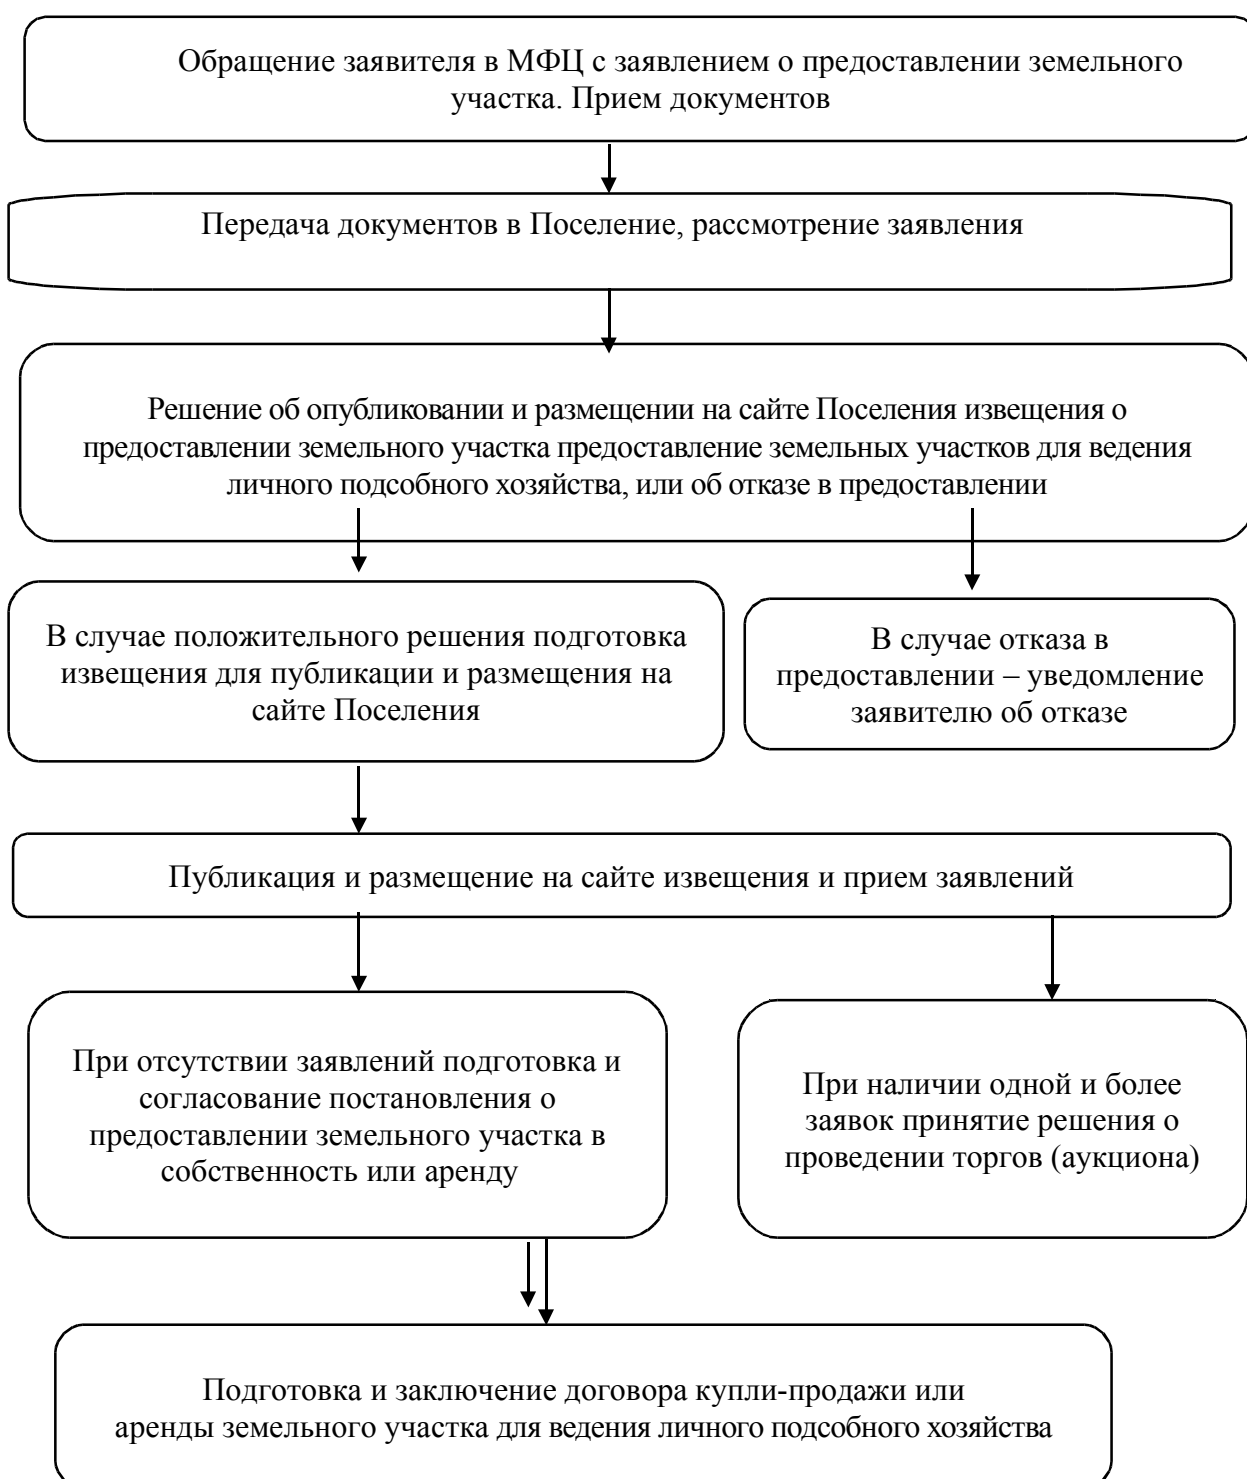 Обращение заявителя в МФЦ с заявлением о предоставлении земельного
участка. Прием документов
Передача документов в Поселение, рассмотрение заявления
Решение об опубликовании и размещении на сайте Поселения извещения о
предоставлении земельного участка предоставление земельных участков для ведения
личного подсобного хозяйства, или об отказе в предоставлении
В случае положительного решения подготовка
извещения для публикации и размещения на
сайте Поселения
В случае отказа в
предоставлении – уведомление
заявителю об отказе
Публикация и размещение на сайте извещения и прием заявлений
При отсутствии заявлений подготовка и
согласование постановления о
предоставлении земельного участка в
собственность или аренду
При наличии одной и более
заявок принятие решения о
проведении торгов (аукциона)
Подготовка и заключение договора купли-продажи или
аренды земельного участка для ведения личного подсобного хозяйства